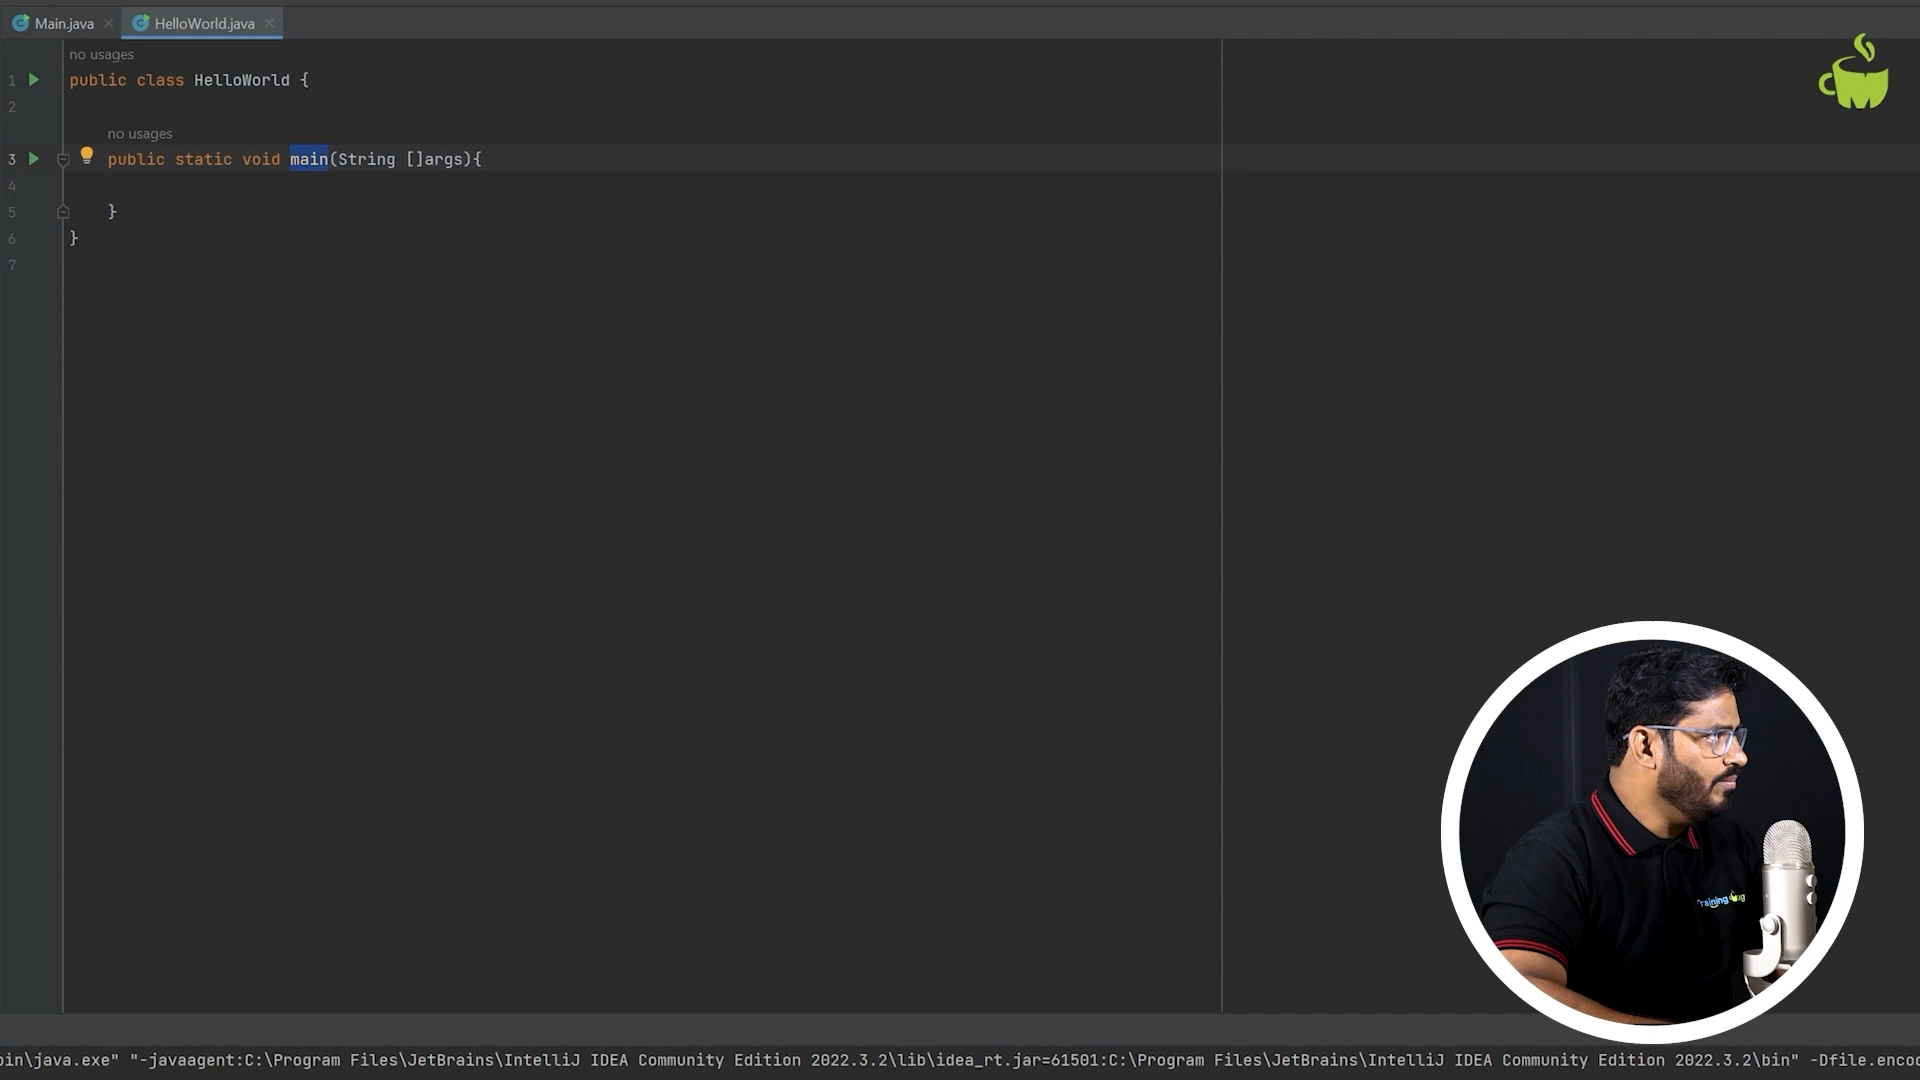 Main.java
HelloWorld.java
no usages
1 public class HelloWorld {
2
no usages
3 public static void main(String []args){
4
5 }
6 }
7
bin\java.exe" "-javaagent:C:\Program Files\JetBrains\IntelliJ IDEA Community Edition 2022.3.2\lib\idea_rt.jar=61501:C:\Program Files\JetBrains\IntelliJ IDEA Community Edition 2022.3.2\bin" -Dfile.enco